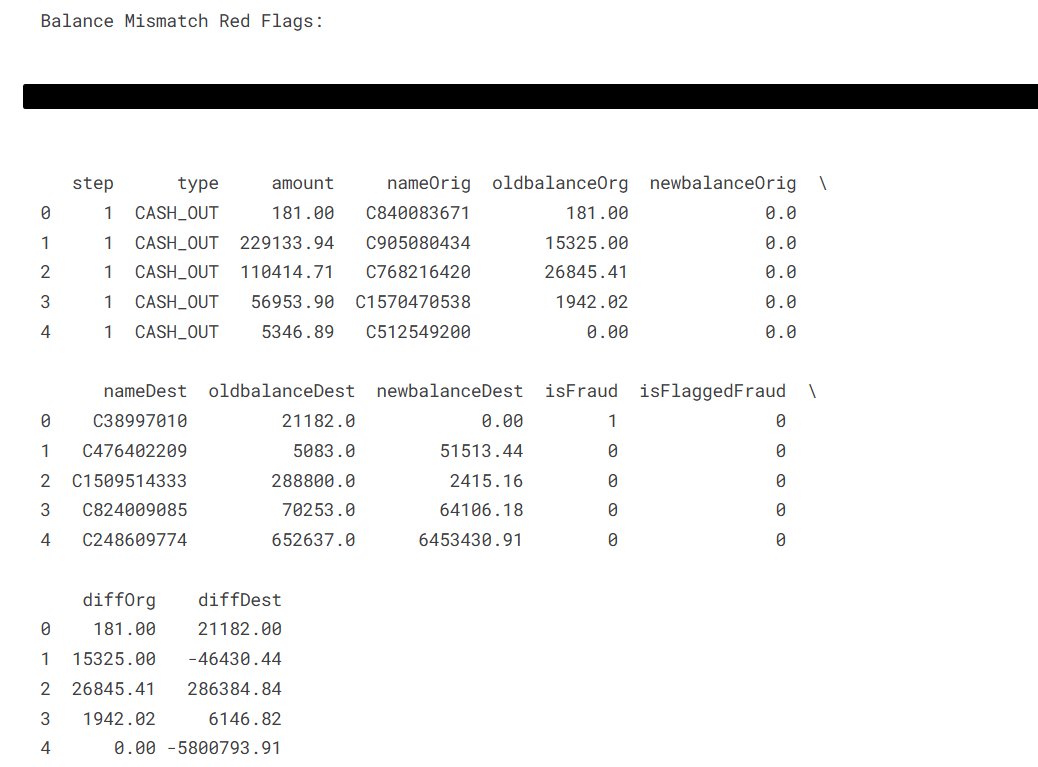 Balance Mismatch Red Flags:
step type amount nameOrig oldbalanceOrg newbalanceOrig \
0 1 CASH_OUT 181.00 C840083671 181.00 0.0
1 1 CASH_OUT 229133.94 C905080434 15325.00 0.0
2 1 CASH_OUT 110414.71 C768216420 26845.41 0.0
3 1 CASH_OUT 56953.90 C1570470538 1942.02 0.0
4 1 CASH_OUT 5346.89 C512549200 0.00 0.0
nameDest oldbalanceDest newbalanceDest isFraud isFlaggedFraud \
0 C38997010 21182.0 0.00 1 0
1 C476402209 5083.0 51513.44 0 0
2 C1509514333 288800.0 2415.16 0 0
3 C824009085 70253.0 64106.18 0 0
4 C248609774 652637.0 6453430.91 0 0
diffOrg diffDest
0 181.00 21182.00
1 15325.00 -46430.44
2 26845.41 286384.84
3 1942.02 6146.82
4 0.00 -5800793.91